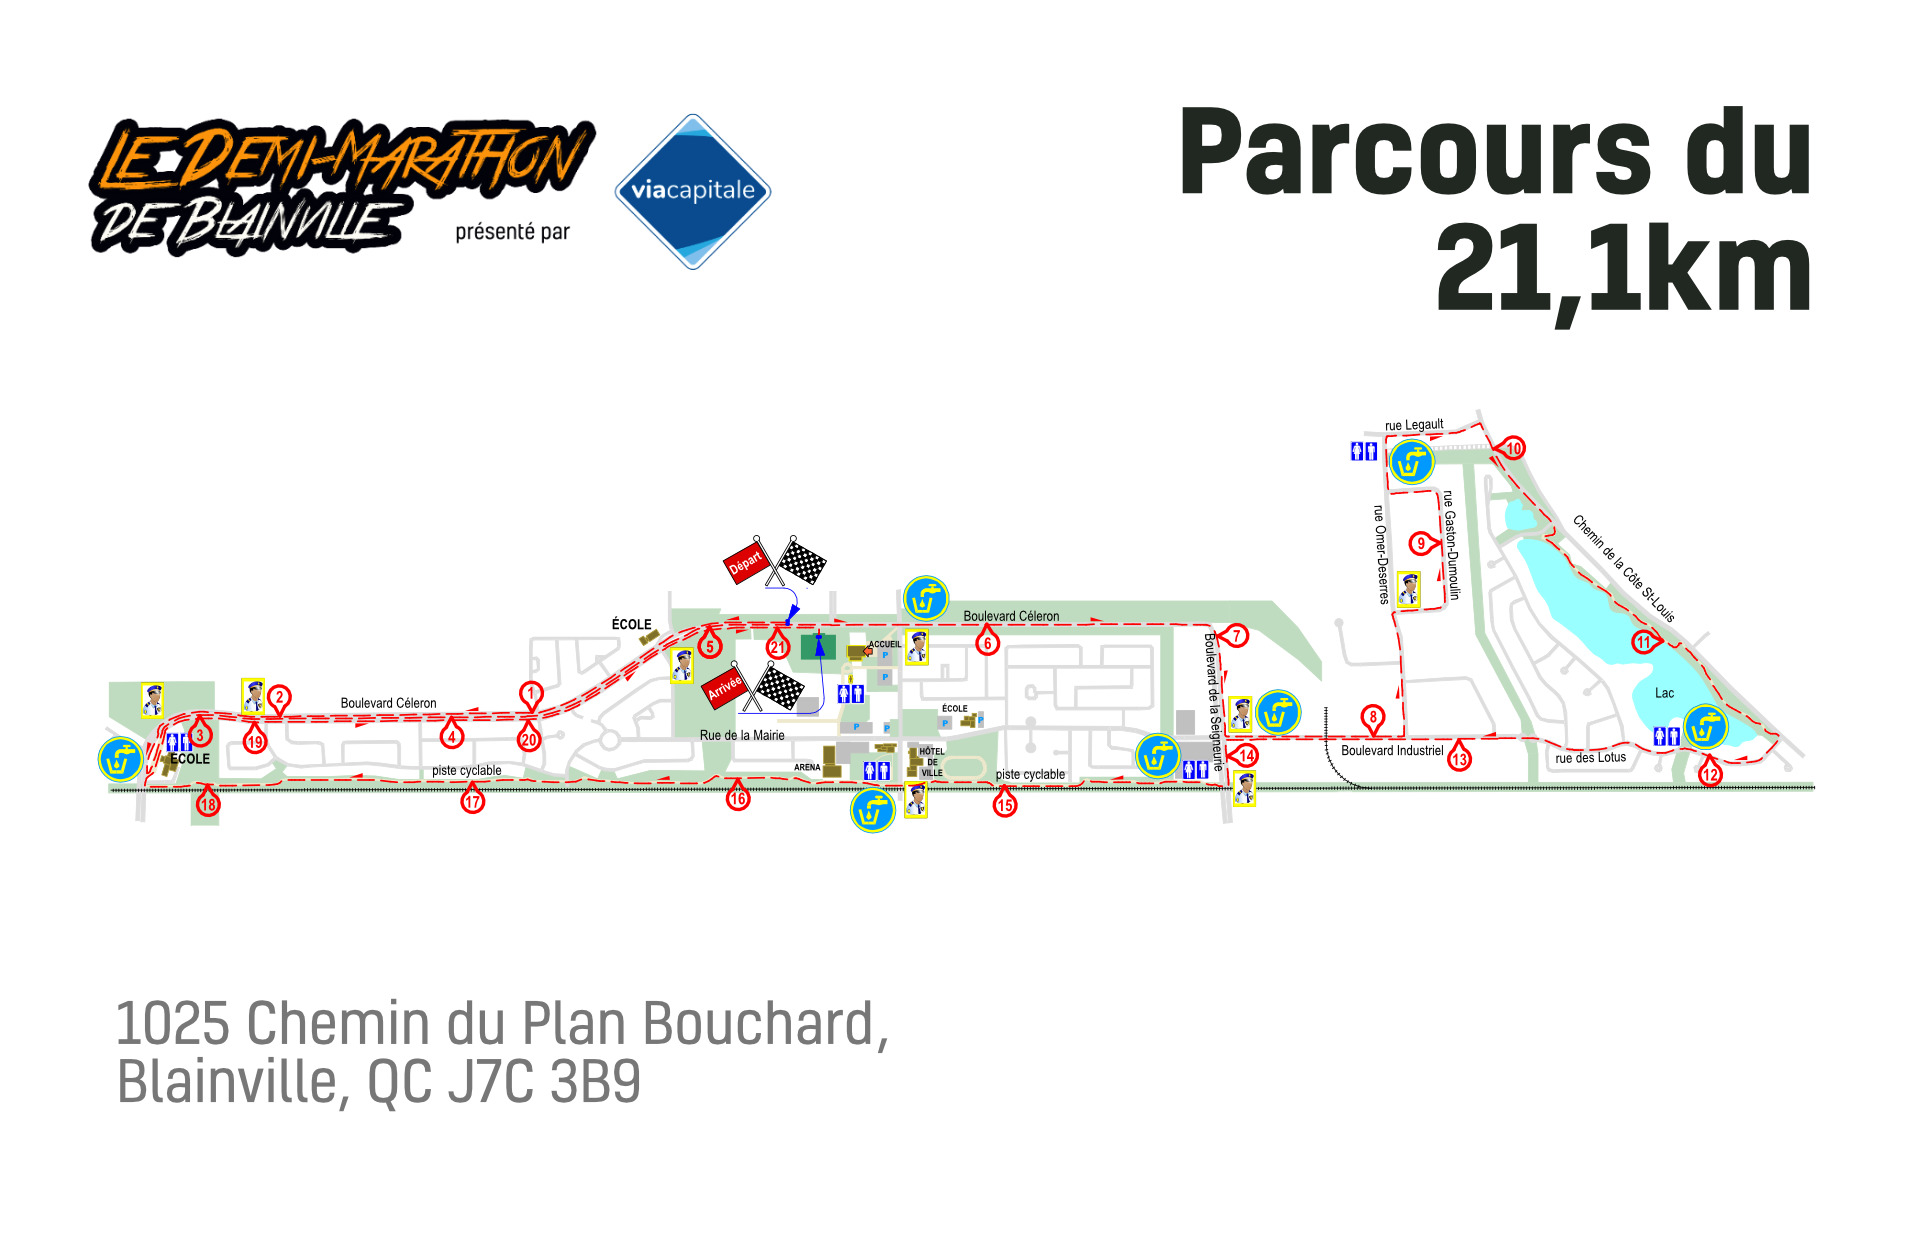 LE DEMI-MARATHON
DE BLAINVILLE
présenté par
viacapitale
Parcours du
21,1km
rue Legault
10
rue Omer-Deserres
rue Gaston-Dumoulin
9
Chemin de la Côte St-Louis
11
Lac
Départ
ÉCOLE
5
21
ACCUEIL
P
P
Boulevard Céleron
6
7
Boulevard de la Seigneurie
Arrivée
2
1
Boulevard Céleron
3
19
4
20
ÉCOLE
Rue de la Mairie
P
P
ÉCOLE
P
P
8
Boulevard Industriel
13
14
rue des Lotus
12
ARENA
HÔTEL
DE
VILLE
piste cyclable
piste cyclable
18
17
16
15
1025 Chemin du Plan Bouchard,
Blainville, QC J7C 3B9